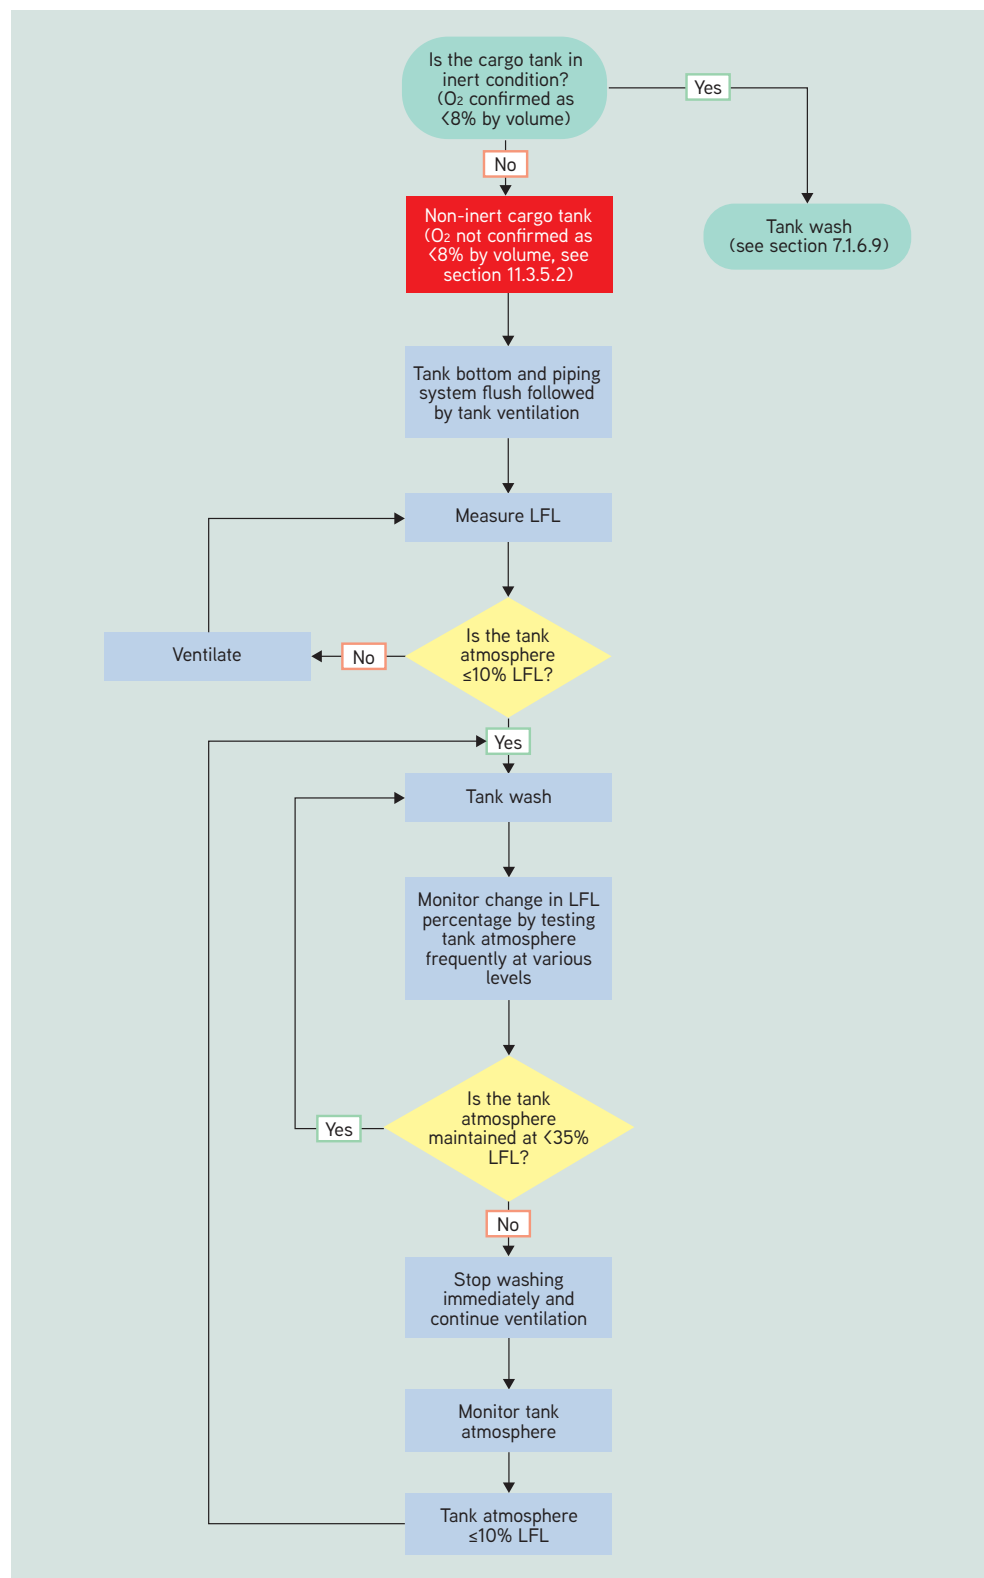 Is the cargo tank in
inert condition?
(O₂ confirmed as
<8% by volume)
Yes
No
Tank wash
(see section 7.1.6.9)
Non-inert cargo tank
(O₂ not confirmed as
<8% by volume, see
section 11.3.5.2)
Tank bottom and piping
system flush followed
by tank ventilation
Measure LFL
Is the tank
atmosphere
≤10% LFL?
No
Ventilate
Yes
Tank wash
Monitor change in LFL
percentage by testing
tank atmosphere
frequently at various
levels
Is the tank
atmosphere
maintained at <35%
LFL?
Yes
No
Stop washing
immediately and
continue ventilation
Monitor tank
atmosphere
Tank atmosphere
≤10% LFL